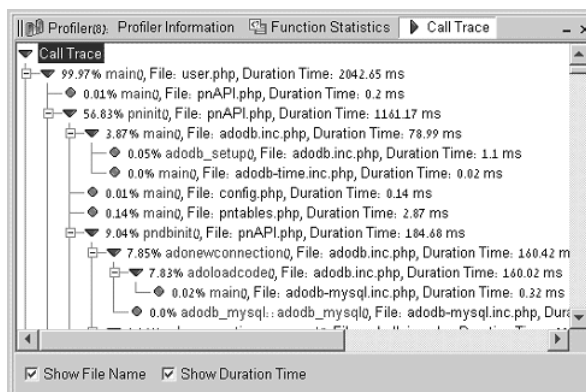 Profiler(8): Profiler Information Function Statistics Call Trace
Call Trace
99.97% main(), File: user.php, Duration Time: 2042.65 ms
0.01% main(), File: pnAPI.php, Duration Time: 0.2 ms
56.83% pninit(), File: pnAPI.php, Duration Time: 1161.17 ms
3.87% main(), File: adodb.inc.php, Duration Time: 78.99 ms
0.05% adodb_setup(), File: adodb.inc.php, Duration Time: 1.1 ms
0.0% main(), File: adodb-time.inc.php, Duration Time: 0.02 ms
0.01% main(), File: config.php, Duration Time: 0.14 ms
0.14% main(), File: pntables.php, Duration Time: 2.87 ms
9.04% pndbinit(), File: pnAPI.php, Duration Time: 184.68 ms
7.85% adonewconnection(), File: adodb.inc.php, Duration Time: 160.42 m
7.83% adoloadcode(), File: adodb.inc.php, Duration Time: 160.02 m
0.02% main(), File: adodb-mysql.inc.php, Duration Time: 0.32 m
0.0% adodb_mysql::adodb_mysql(), File: adodb-mysql.inc.php, Dura
Show File Name Show Duration Time